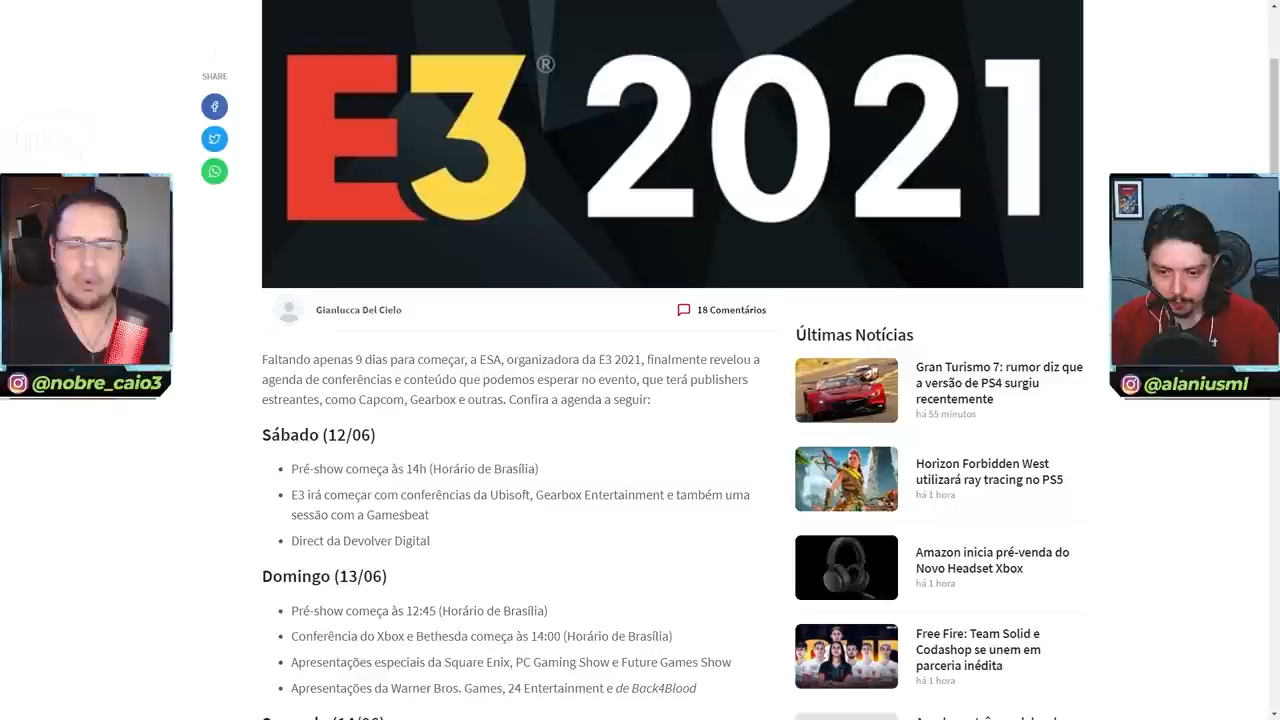 E3® 2021
SHARE
Gianlucca Del Cielo
18 Comentários
Faltando apenas 9 dias para começar, a ESA, organizadora da E3 2021, finalmente revelou a
agenda de conferências e conteúdo que podemos esperar no evento, que terá publishers
estreantes, como Capcom, Gearbox e outras. Confira a agenda a seguir:
Sábado (12/06)
• Pré-show começa às 14h (Horário de Brasília)
• E3 irá começar com conferências da Ubisoft, Gearbox Entertainment e também uma
sessão com a Gamesbeat
• Direct da Devolver Digital
Domingo (13/06)
• Pré-show começa às 12:45 (Horário de Brasília)
• Conferência do Xbox e Bethesda começa às 14:00 (Horário de Brasília)
• Apresentações especiais da Square Enix, PC Gaming Show e Future Games Show
• Apresentações da Warner Bros. Games, 24 Entertainment e de Back4Blood
Últimas Notícias
Gran Turismo 7: rumor diz que
a versão de PS4 surgiu
recentemente
há 55 minutos
Horizon Forbidden West
utilizará ray tracing no PS5
há 1 hora
Amazon inicia pré-venda do
Novo Headset Xbox
há 1 hora
Free Fire: Team Solid e
Codashop se unem em
parceria inédita
há 1 hora
@nobre_caio3
@alaniusml